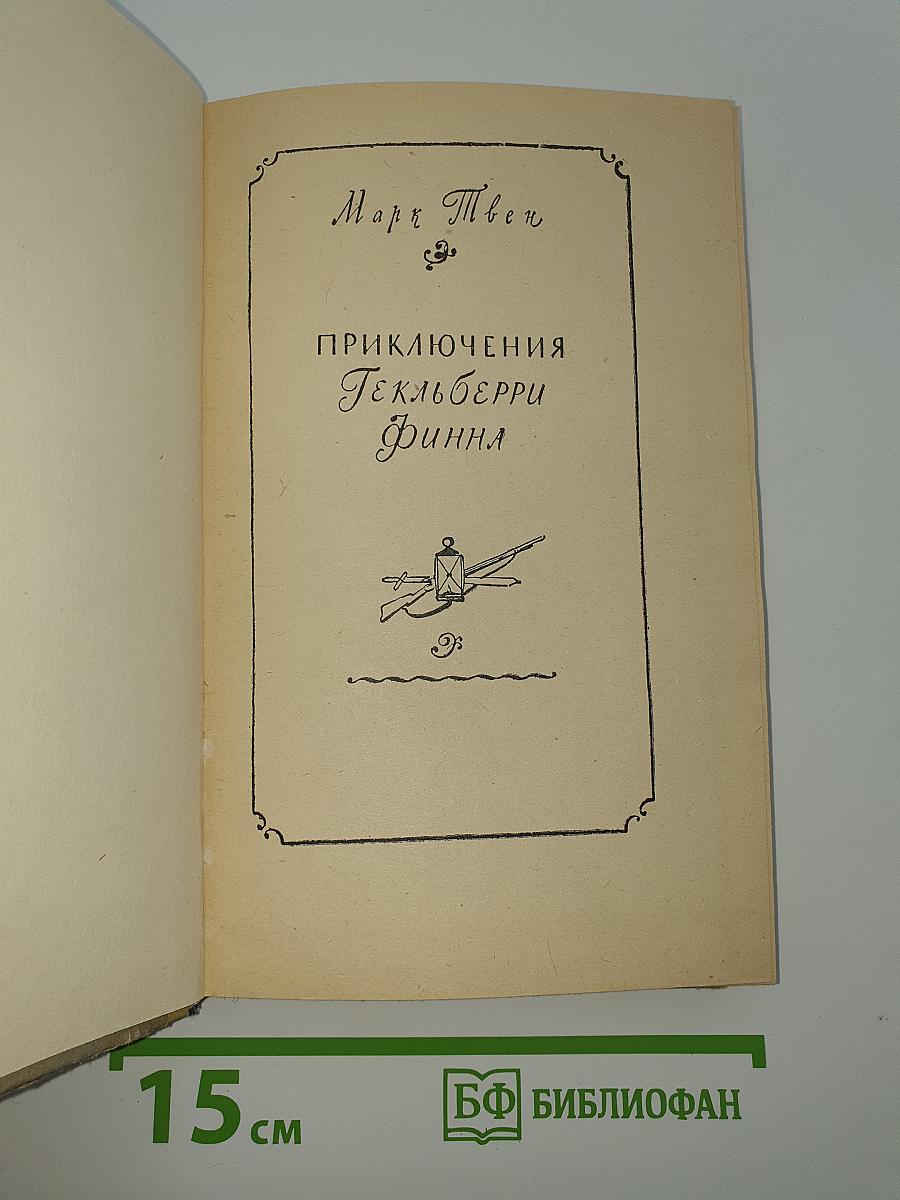 Марк Твен
ПРИКЛЮЧЕНИЯ
ГЕКЛЬБЕРРИ
ФИННА
15 см
БФ БИБЛИОФАН